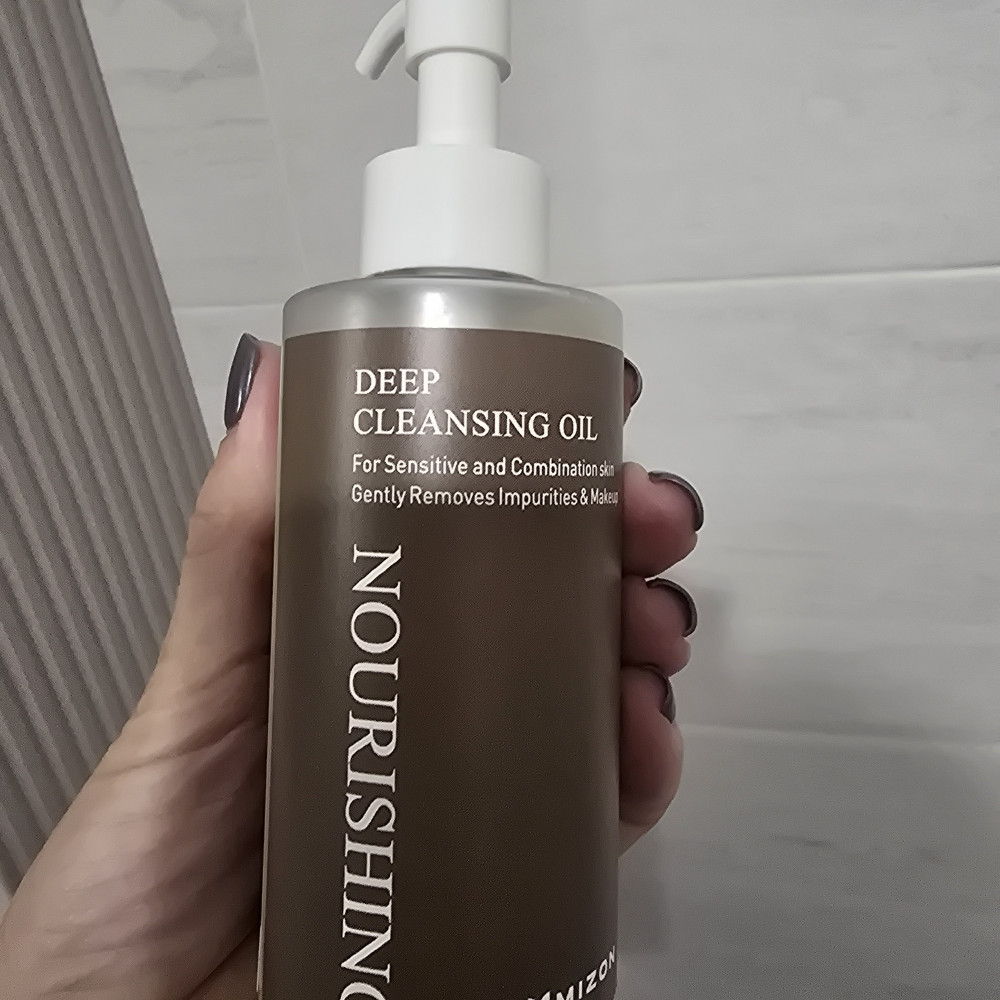 DEEP
CLEANSING OIL
For Sensitive and Combination skin
Gently Removes Impurities & Makeup
NOURISHING
MIZON